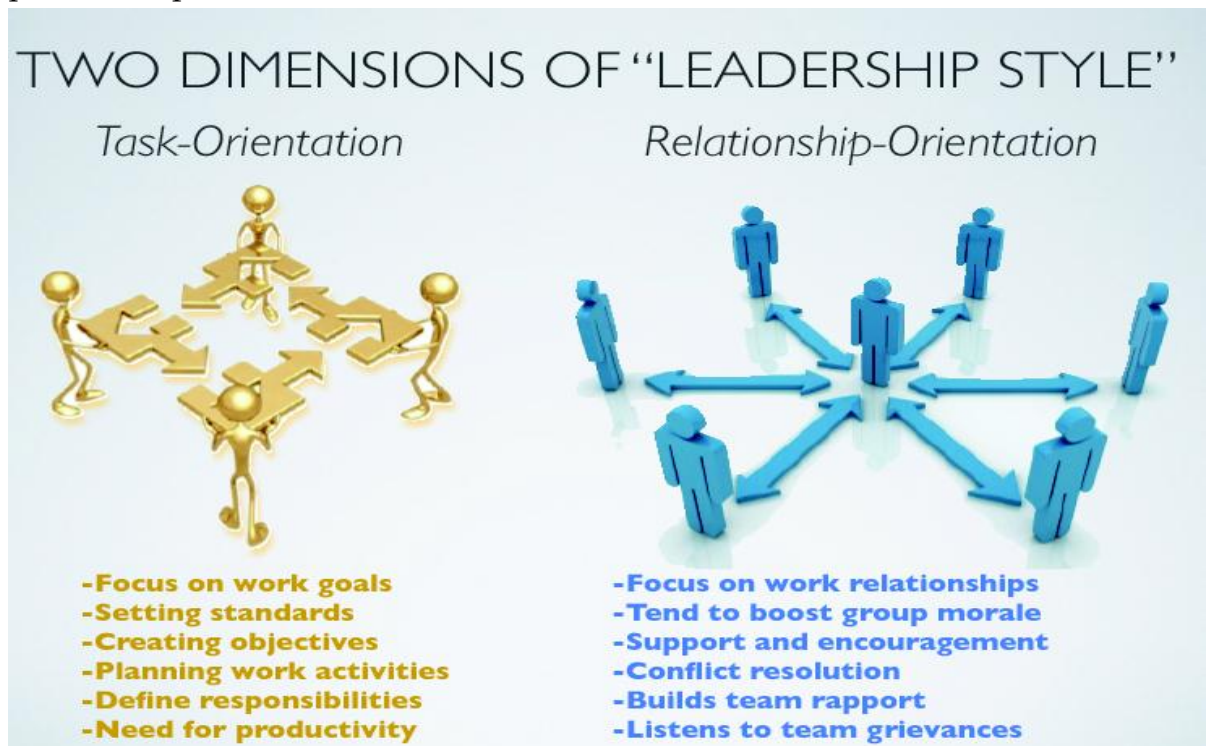 TWO DIMENSIONS OF “LEADERSHIP STYLE”
Task-Orientation
Relationship-Orientation
-Focus on work goals
-Setting standards
-Creating objectives
-Planning work activities
-Define responsibilities
-Need for productivity
-Focus on work relationships
-Tend to boost group morale
-Support and encouragement
-Conflict resolution
-Builds team rapport
-Listens to team grievances